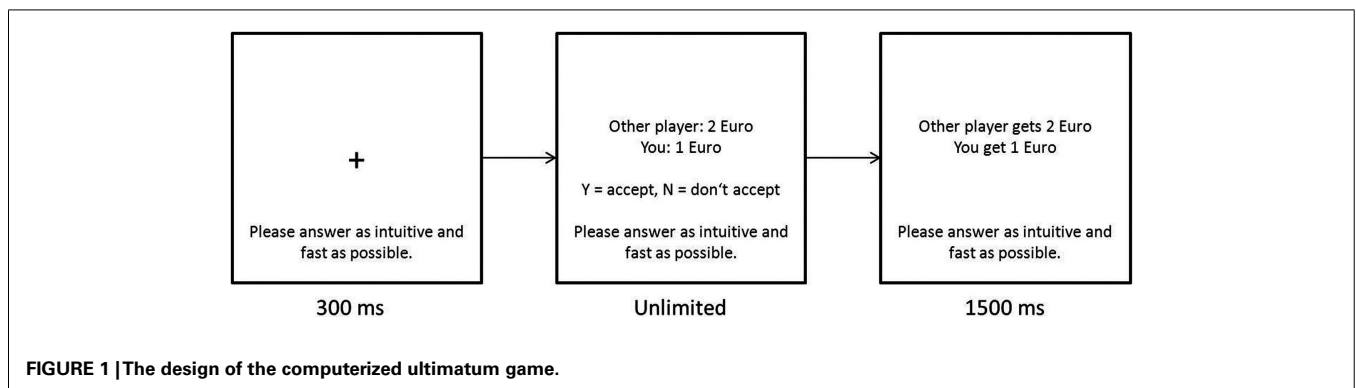 +
Please answer as intuitive and
fast as possible.
300 ms
Other player: 2 Euro
You: 1 Euro
Y = accept, N = don‘t accept
Please answer as intuitive and
fast as possible.
Unlimited
Other player gets 2 Euro
You get 1 Euro
Please answer as intuitive and
fast as possible.
1500 ms
FIGURE 1 | The design of the computerized ultimatum game.